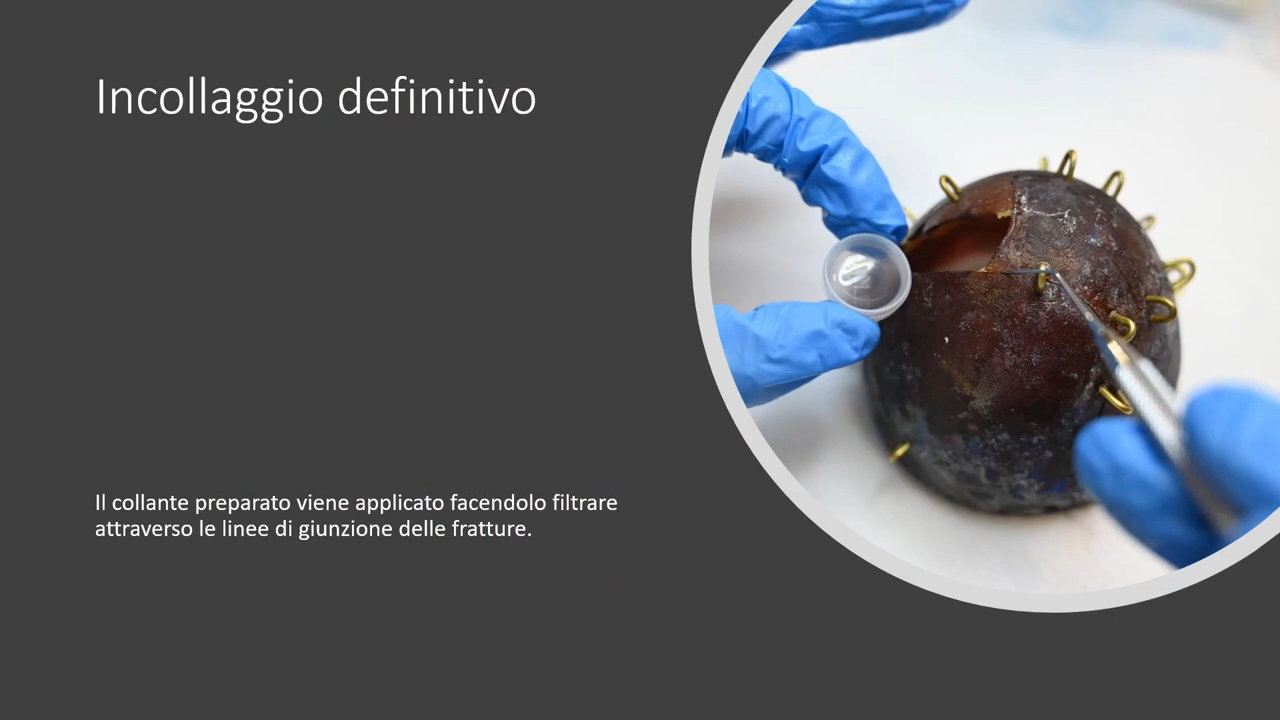 Incollaggio definitivo
Il collante preparato viene applicato facendolo filtrare
attraverso le linee di giunzione delle fratture.